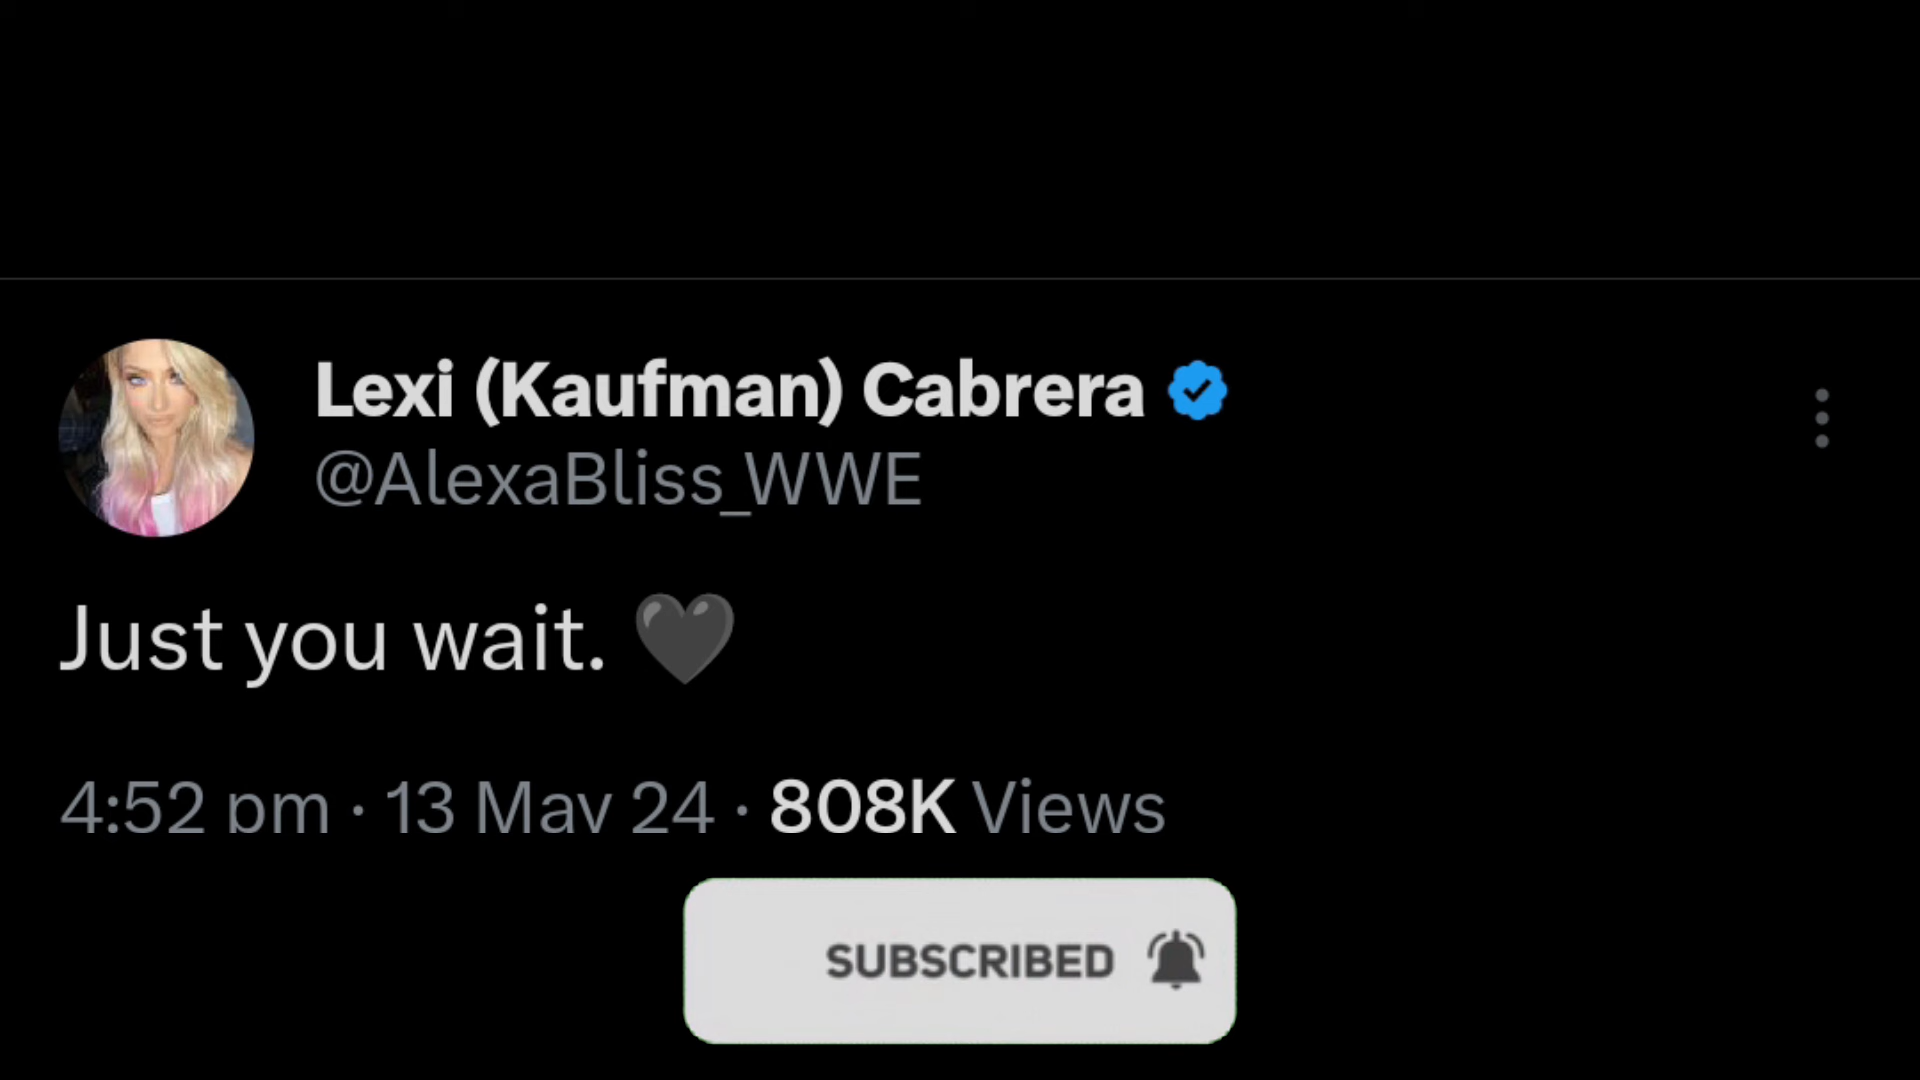 Lexi (Kaufman) Cabrera
@AlexaBliss_WWE
Just you wait. 🖤
4:52 pm · 13 May 24 · 808K Views
SUBSCRIBED